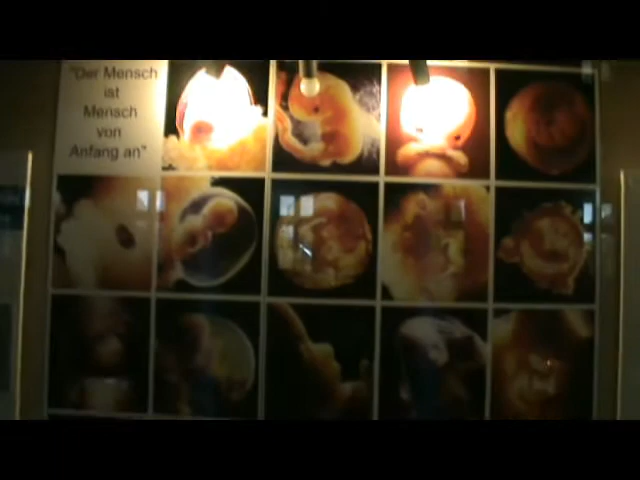 "Der Mensch
ist
Mensch
von
Anfang an"